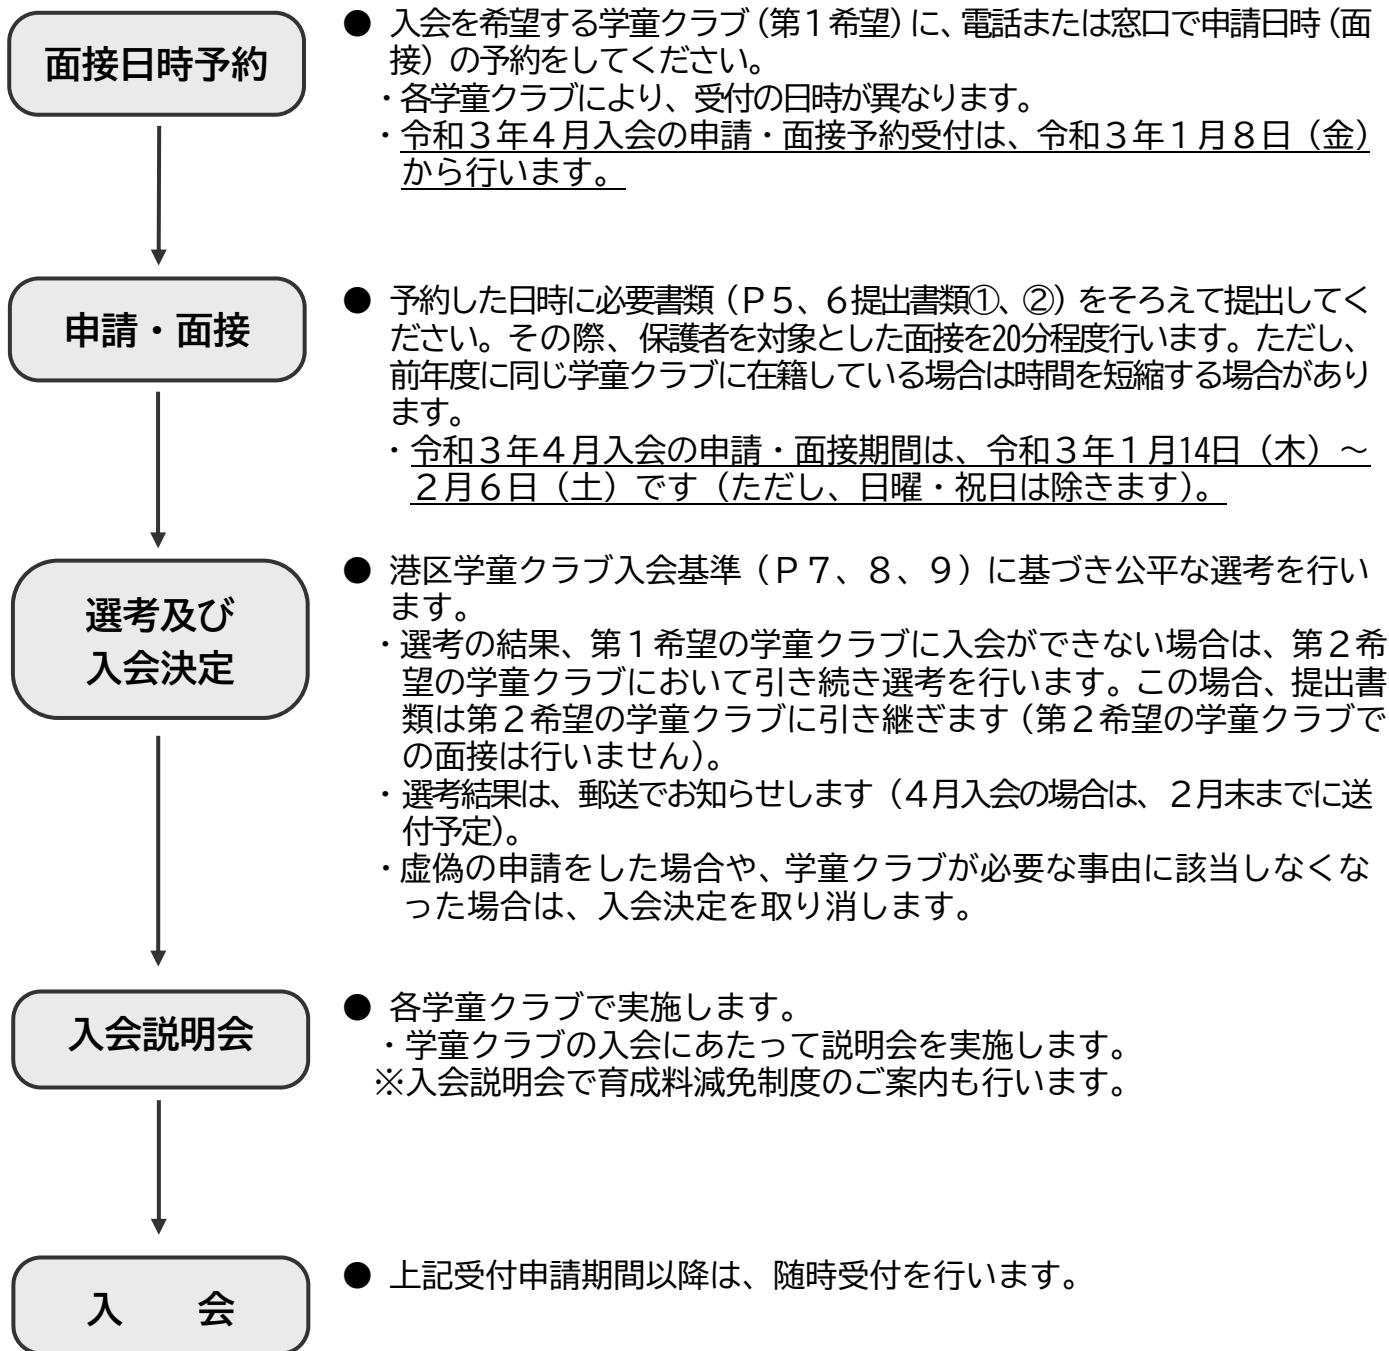 面接日時予約
● 入会を希望する学童クラブ（第１希望）に、電話または窓口で申請日時（面
接）の予約をしてください。
・各学童クラブにより、受付の日時が異なります。
・令和３年４月入会の申請・面接予約受付は、令和３年１月８日（金）
から行います。
申請・面接
● 予約した日時に必要書類（Ｐ５、６提出書類①、②）をそろえて提出してく
ださい。その際、保護者を対象とした面接を20分程度行います。ただし、
前年度に同じ学童クラブに在籍している場合は時間を短縮する場合があり
ます。
・令和３年４月入会の申請・面接期間は、令和３年１月14日（木）～
２月６日（土）です（ただし、日曜・祝日は除きます）。
選考及び
入会決定
● 港区学童クラブ入会基準（Ｐ７、８、９）に基づき公平な選考を行い
ます。
・選考の結果、第１希望の学童クラブに入会ができない場合は、第２希
望の学童クラブにおいて引き続き選考を行います。この場合、提出書
類は第２希望の学童クラブに引き継ぎます（第２希望の学童クラブで
の面接は行いません）。
・選考結果は、郵送でお知らせします（４月入会の場合は、２月末までに送
付予定）。
・虚偽の申請をした場合や、学童クラブが必要な事由に該当しなくな
った場合は、入会決定を取り消します。
入会説明会
● 各学童クラブで実施します。
・学童クラブの入会にあたって説明会を実施します。
※入会説明会で育成料減免制度のご案内も行います。
入　　会
● 上記受付申請期間以降は、随時受付を行います。